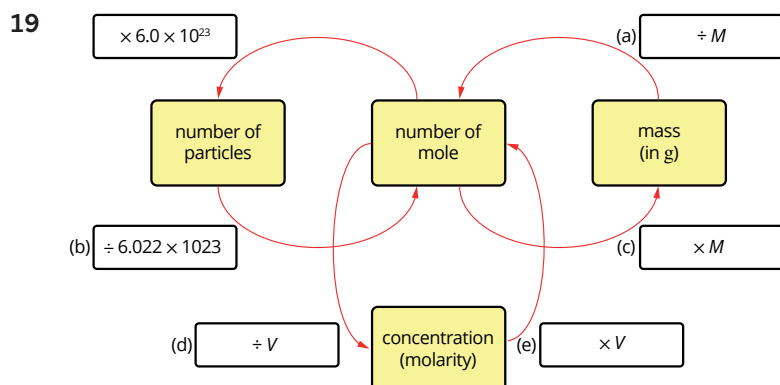 19
× 6.0 × 10²³
(a) ÷ M
number of
particles
number of
mole
mass
(in g)
(b) ÷ 6.022 × 1023
(c) × M
(d) ÷ V
concentration
(molarity)
(e) × V